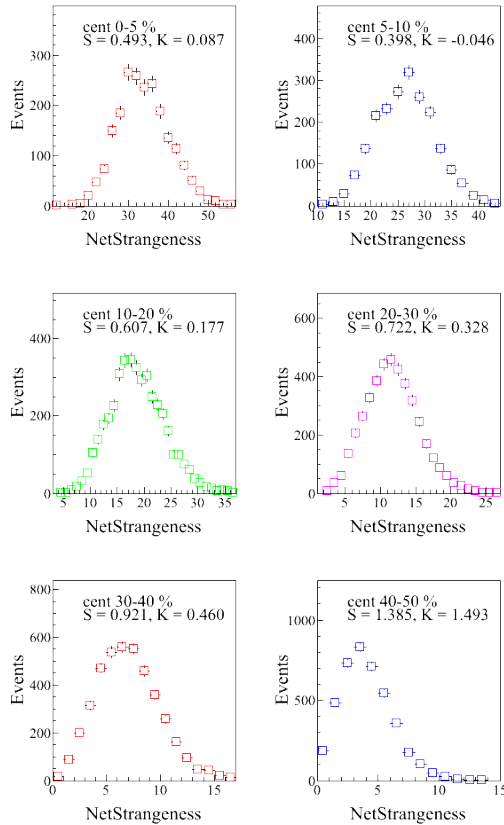 cent 0-5 %
S = 0.493, K = 0.087
Events
300
200
100
0
20 30 40 50
NetStrangeness
cent 5-10 %
S = 0.398, K = -0.046
Events
400
300
200
100
0
10 15 20 25 30 35 40
NetStrangeness
cent 10-20 %
S = 0.607, K = 0.177
Events
400
200
0
5 10 15 20 25 30 35
NetStrangeness
cent 20-30 %
S = 0.722, K = 0.328
Events
600
400
200
0
5 10 15 20 25
NetStrangeness
cent 30-40 %
S = 0.921, K = 0.460
Events
800
600
400
200
0
0 5 10 15
NetStrangeness
cent 40-50 %
S = 1.385, K = 1.493
Events
1000
500
0
0 5 10 15
NetStrangeness